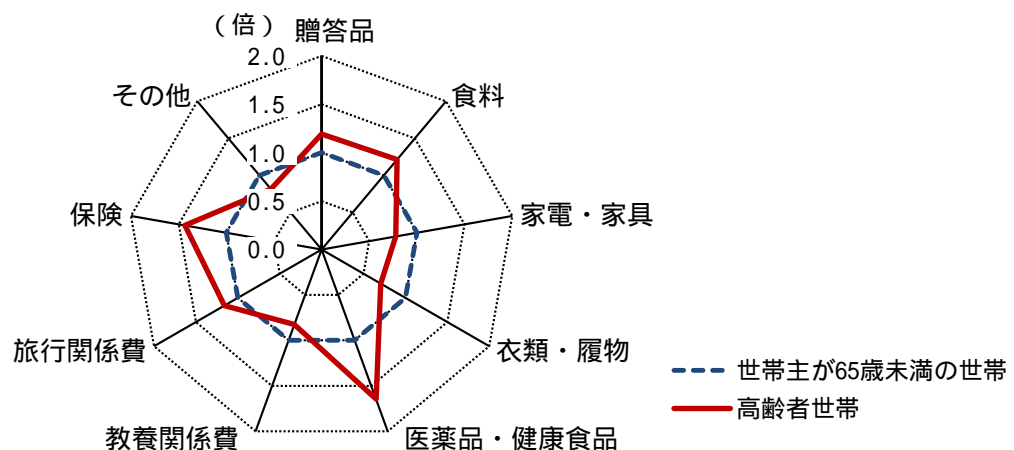 （倍）
贈答品
食料
家電・家具
衣類・履物
医薬品・健康食品
教養関係費
旅行関係費
保険
その他
2.0
1.5
1.0
0.5
0.0
世帯主が65歳未満の世帯
高齢者世帯